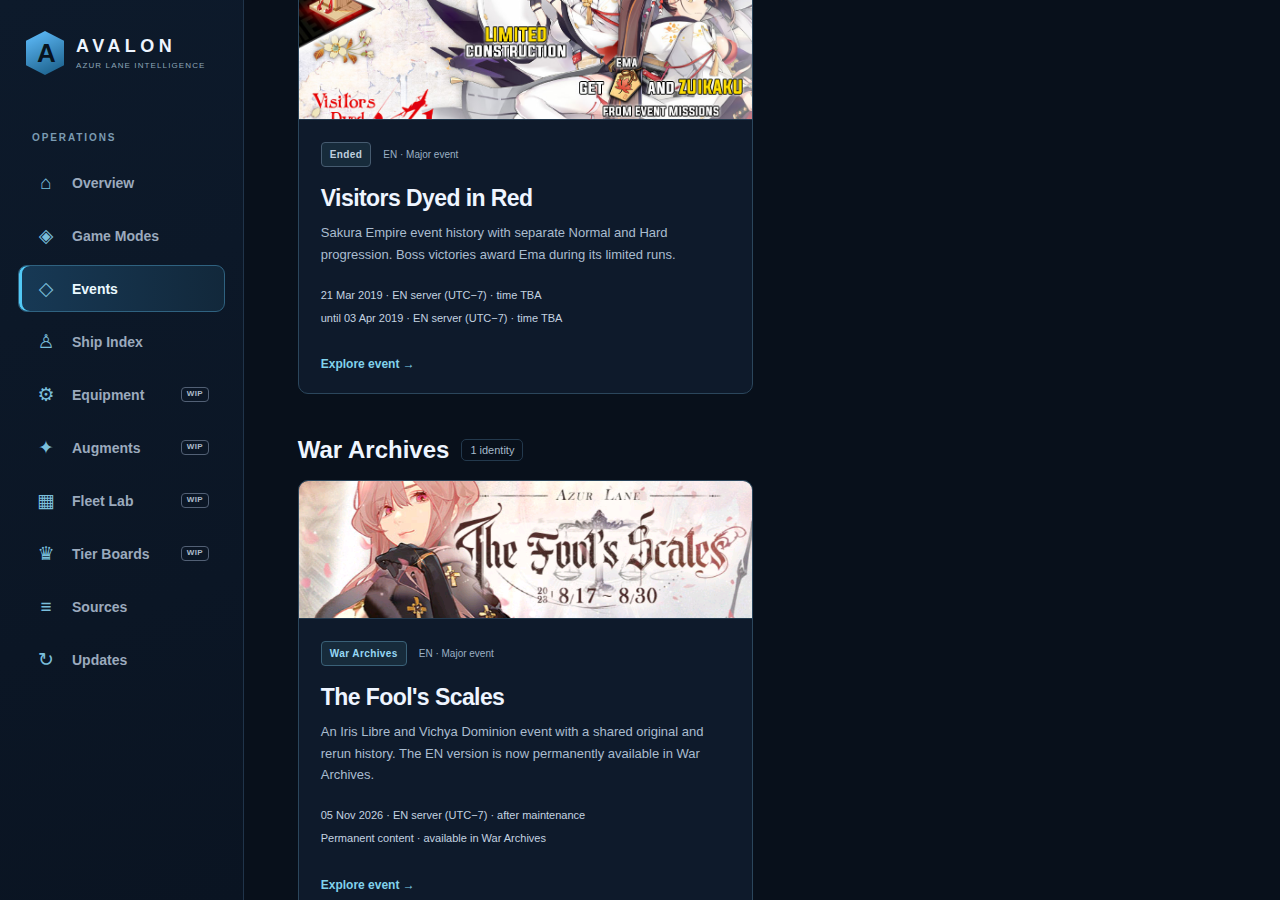 A
AVALON
AZUR LANE INTELLIGENCE
OPERATIONS
Overview
Game Modes
Events
Ship Index
Equipment WIP
Augments WIP
Fleet Lab WIP
Tier Boards WIP
Sources
Updates
LIMITED
CONSTRUCTION
EMA
GET AND ZUIKAKU
FROM EVENT MISSIONS
Visitors
Dyed
Ended EN · Major event
Visitors Dyed in Red
Sakura Empire event history with separate Normal and Hard
progression. Boss victories award Ema during its limited runs.
21 Mar 2019 · EN server (UTC−7) · time TBA
until 03 Apr 2019 · EN server (UTC−7) · time TBA
Explore event →
War Archives 1 identity
AZUR LANE
The Fool's Scales
2023 8/17 ~ 8/30
War Archives EN · Major event
The Fool's Scales
An Iris Libre and Vichya Dominion event with a shared original and
rerun history. The EN version is now permanently available in War
Archives.
05 Nov 2026 · EN server (UTC−7) · after maintenance
Permanent content · available in War Archives
Explore event →